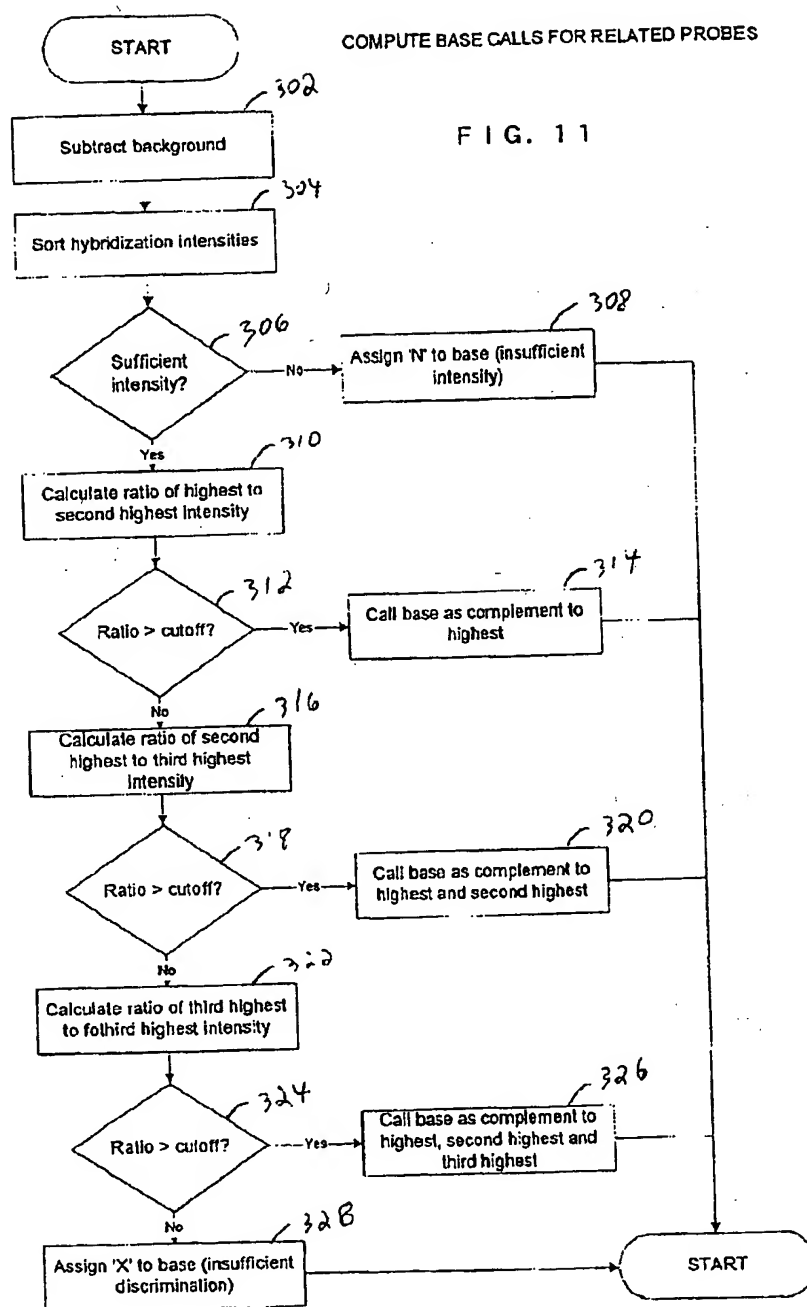 START
COMPUTE BASE CALLS FOR RELATED PROBES
302
Subtract background
FIG. 11
304
Sort hybridization intensities
306
Sufficient
intensity?
No
308
Assign 'N' to base (insufficient
intensity)
Yes
310
Calculate ratio of highest to
second highest intensity
312
Ratio > cutoff?
Yes
314
Call base as complement to
highest
No
316
Calculate ratio of second
highest to third highest
intensity
318
Ratio > cutoff?
Yes
320
Call base as complement to
highest and second highest
No
322
Calculate ratio of third highest
to folhird highest intensity
324
Ratio > cutoff?
Yes
326
Call base as complement to
highest, second highest and
third highest
No
328
Assign 'X' to base (insufficient
discrimination)
START